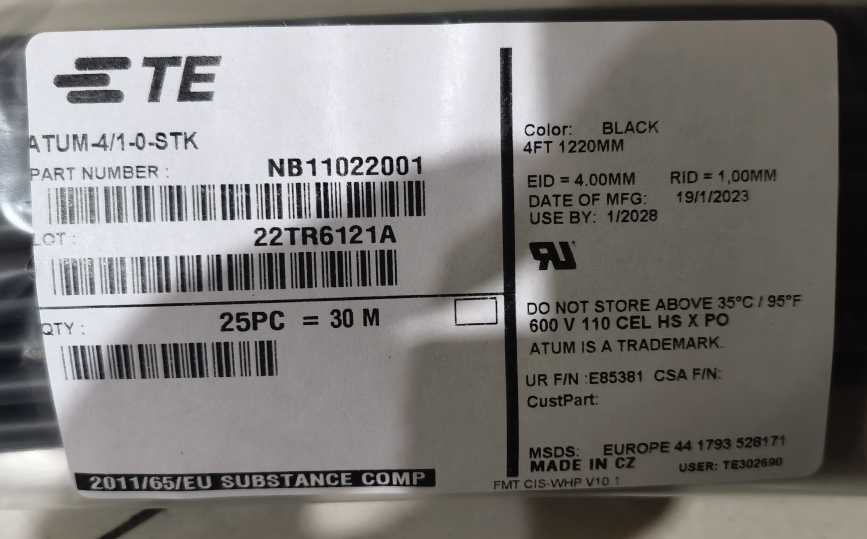 TE
ATUM-4/1-0-STK
PART NUMBER : NB11022001
LOT : 22TR6121A
QTY : 25PC = 30 M
2011/65/EU SUBSTANCE COMP
Color: BLACK
4FT 1220MM
EID = 4.00MM RID = 1,00MM
DATE OF MFG: 19/1/2023
USE BY: 1/2028
RU
DO NOT STORE ABOVE 35°C / 95°F
600 V 110 CEL HS X PO
ATUM IS A TRADEMARK.
UR F/N :E85381 CSA F/N:
CustPart:
MSDS: EUROPE 44 1793 528171
MADE IN CZ USER: TE302690
FMT CIS-WHP V10.1